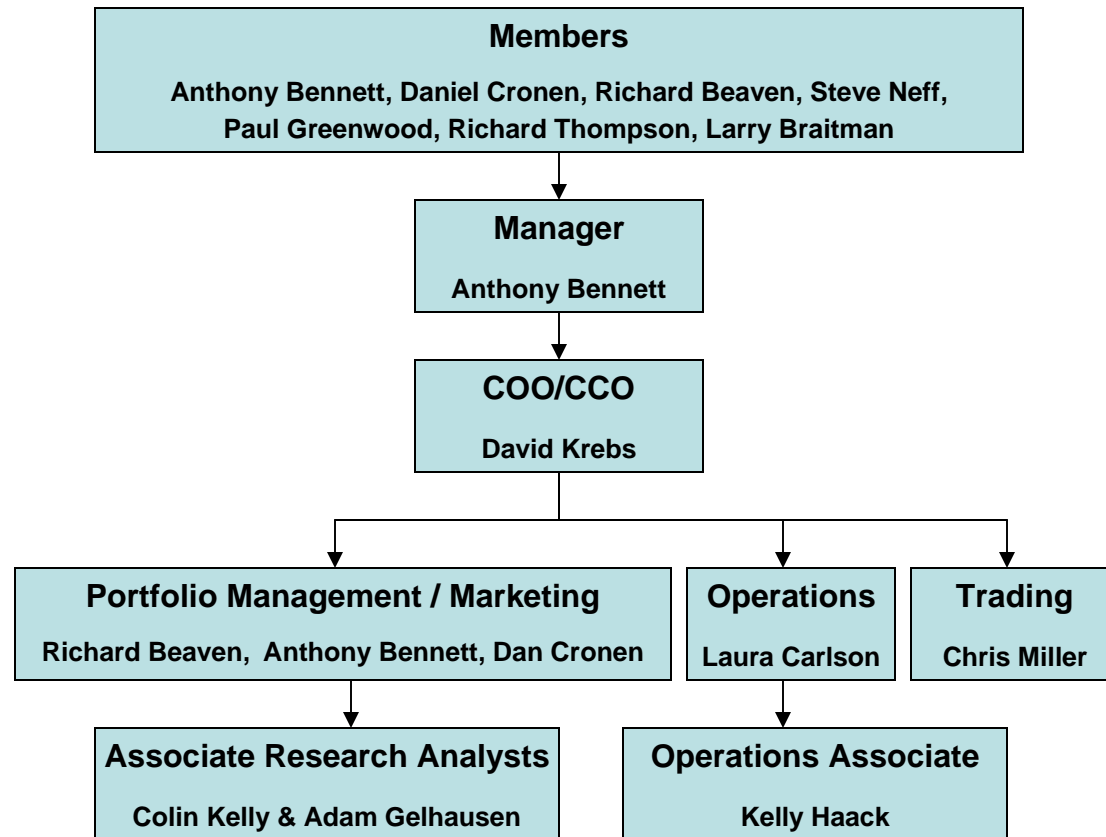 Members
Anthony Bennett, Daniel Cronen, Richard Beaven, Steve Neff,
Paul Greenwood, Richard Thompson, Larry Braitman
Manager
Anthony Bennett
COO/CCO
David Krebs
Portfolio Management / Marketing
Richard Beaven,  Anthony Bennett, Dan Cronen
Operations
Laura Carlson
Trading
Chris Miller
Associate Research Analysts
Colin Kelly & Adam Gelhausen
Operations Associate
Kelly Haack